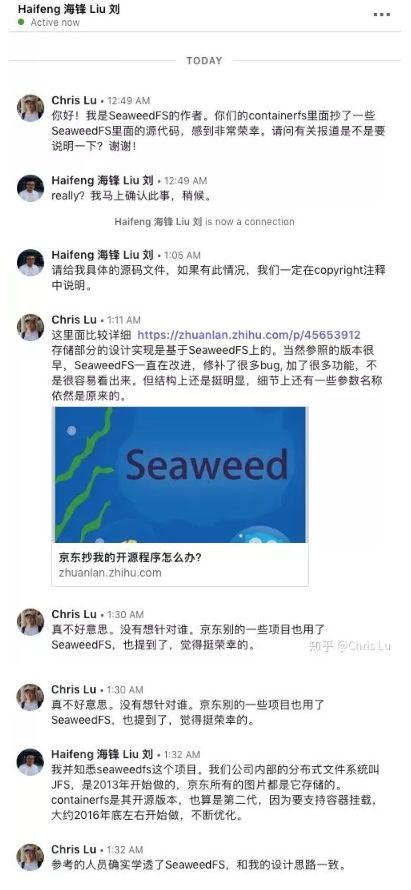 Haifeng 海锋 Liu 刘
Active now
TODAY
Chris Lu • 12:49 AM
你好！我是SeaweedFS的作者。你们的containerfs里面抄了一些
SeaweedFS里面的源代码，感到非常荣幸。请问有关报道是不是要
说明一下？谢谢！
Haifeng 海锋 Liu 刘 • 12:49 AM
really？我马上确认此事，稍候。
Haifeng 海锋 Liu 刘 is now a connection
Haifeng 海锋 Liu 刘 • 1:05 AM
请给我具体的源码文件，如果有此情况，我们一定在copyright注释
中说明。
Chris Lu • 1:11 AM
这里面比较详细 https://zhuanlan.zhihu.com/p/45653912
存储部分的设计实现是基于SeaweedFS上的。当然参照的版本很
早，SeaweedFS一直在改进，修补了很多bug, 加了很多功能，不
是很容易看出来。但结构上还是挺明显，细节上还有一些参数名称
依然是原来的。
Seaweed
京东抄我的开源程序怎么办?
zhuanlan.zhihu.com
Chris Lu • 1:30 AM
真不好意思。没有想针对谁。京东别的一些项目也用了
SeaweedFS，也提到了，觉得挺荣幸的。
知乎 @Chris Lu
Chris Lu • 1:30 AM
真不好意思。没有想针对谁。京东别的一些项目也用了
SeaweedFS，也提到了，觉得挺荣幸的。
Haifeng 海锋 Liu 刘 • 1:32 AM
我并知悉seaweedfs这个项目。我们公司内部的分布式文件系统叫
JFS，是2013年开始做的，京东所有的图片都是它存储的。
containerfs是其开源版本，也算是第二代，因为要支持容器挂载，
大约2016年底左右开始做，不断优化。
Chris Lu • 1:32 AM
参考的人员确实学透了SeaweedFS，和我的设计思路一致。